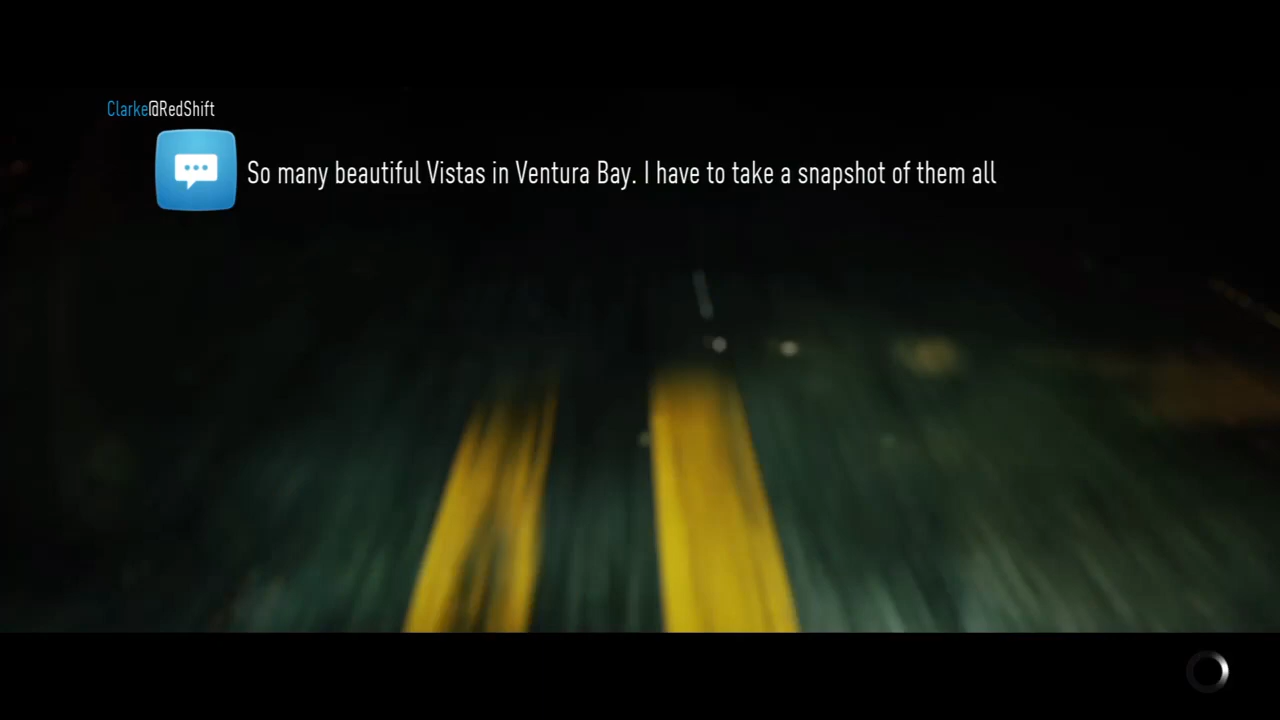 Clarke@RedShift
So many beautiful Vistas in Ventura Bay. I have to take a snapshot of them all